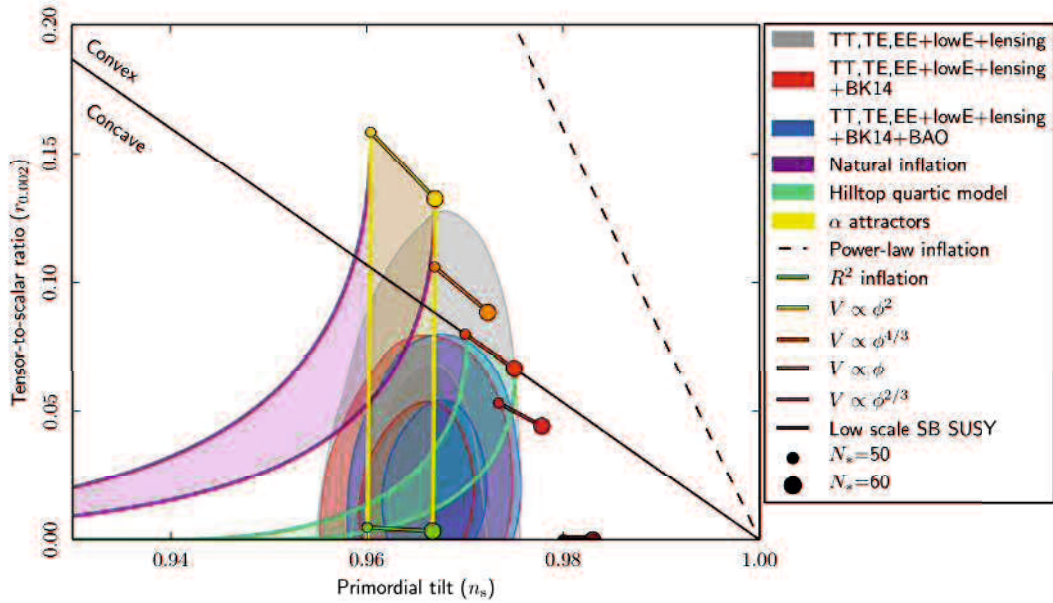 0.20
0.15
0.10
0.05
0.00
Tensor-to-scalar ratio (r0.002)
Convex
Concave
0.94
0.96
0.98
1.00
Primordial tilt (ns)
TT,TE,EE+lowE+lensing
TT,TE,EE+lowE+lensing
+BK14
TT,TE,EE+lowE+lensing
+BK14+BAO
Natural inflation
Hilltop quartic model
α attractors
Power-law inflation
R² inflation
V ∝ φ²
V ∝ φ^4/3
V ∝ φ
V ∝ φ^2/3
Low scale SB SUSY
N*=50
N*=60